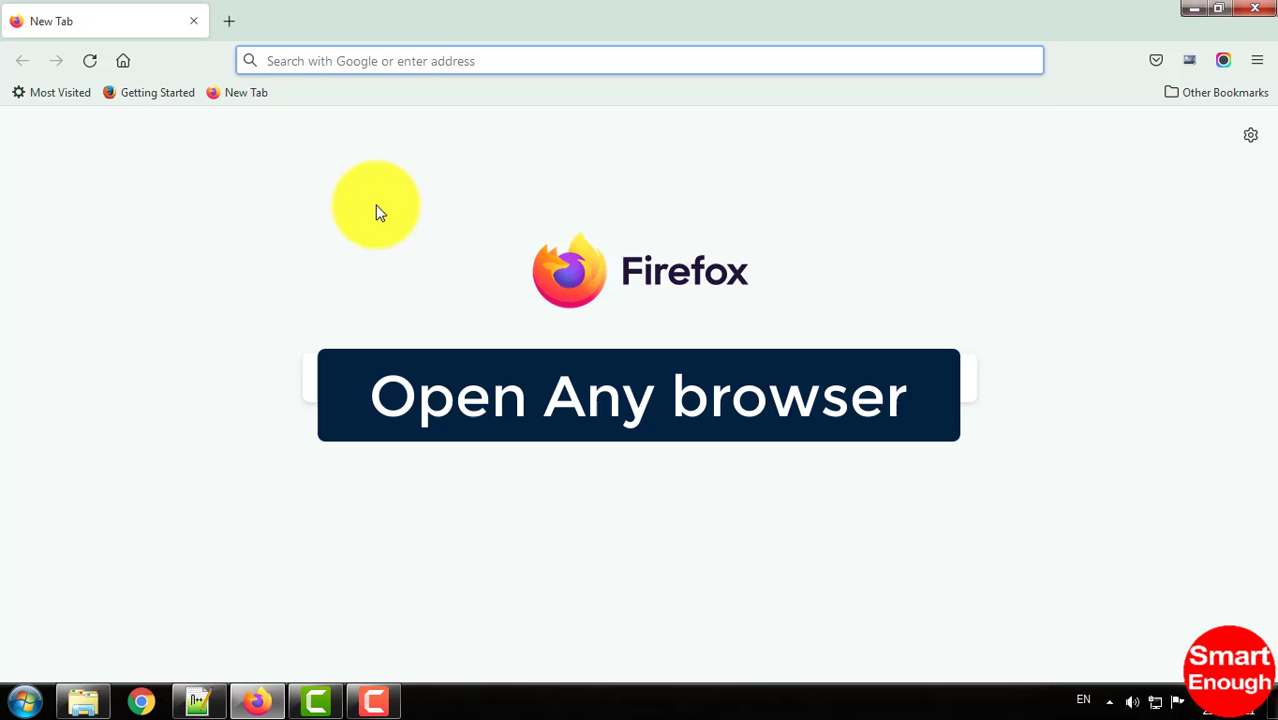 New Tab
Search with Google or enter address
Most Visited
Getting Started
New Tab
Other Bookmarks
Firefox
Open Any browser
EN
Smart
Enough